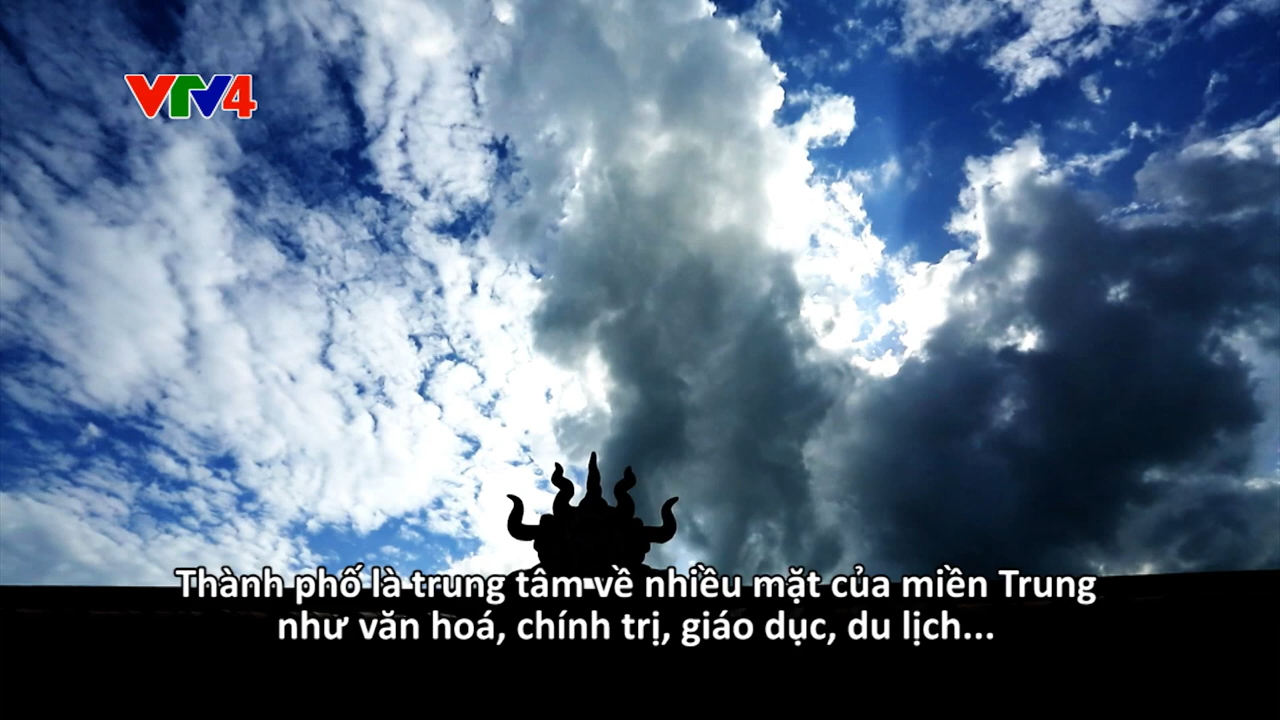 VTV4
Thành phố là trung tâm về nhiều mặt của miền Trung
như văn hoá, chính trị, giáo dục, du lịch...